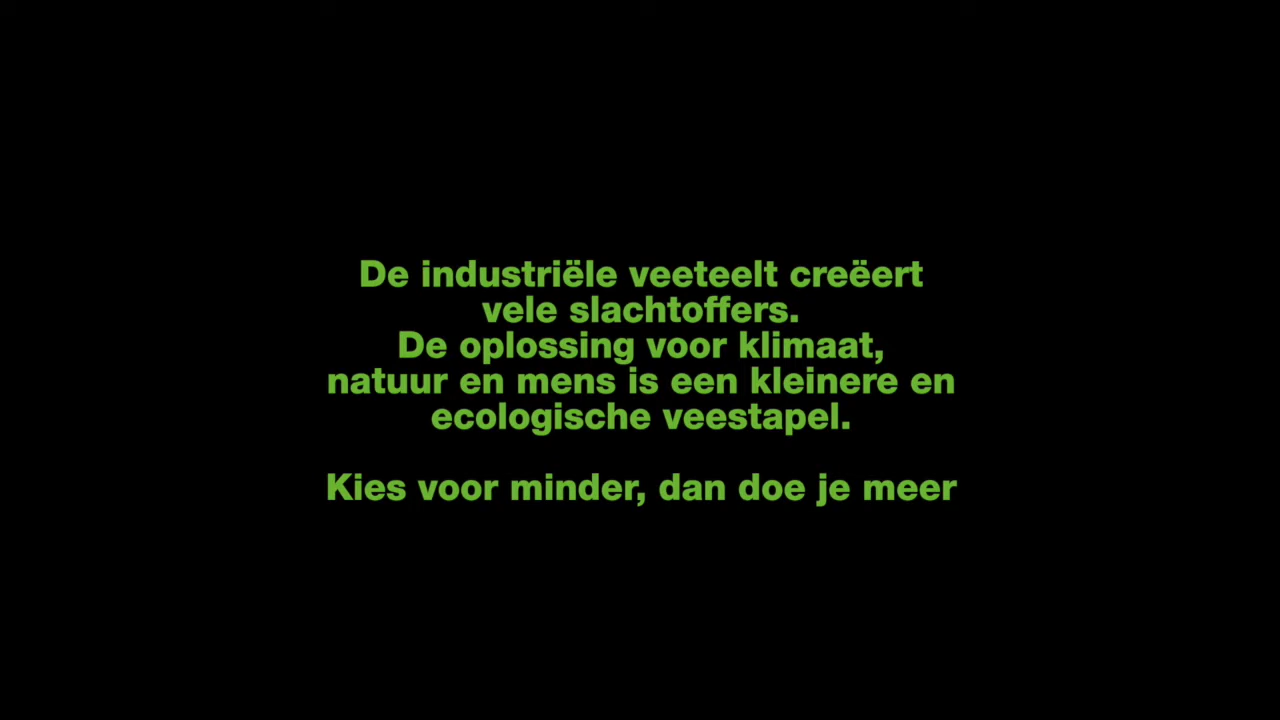 De industriële veeteelt creëert
vele slachtoffers.
De oplossing voor klimaat,
natuur en mens is een kleinere en
ecologische veestapel.
Kies voor minder, dan doe je meer